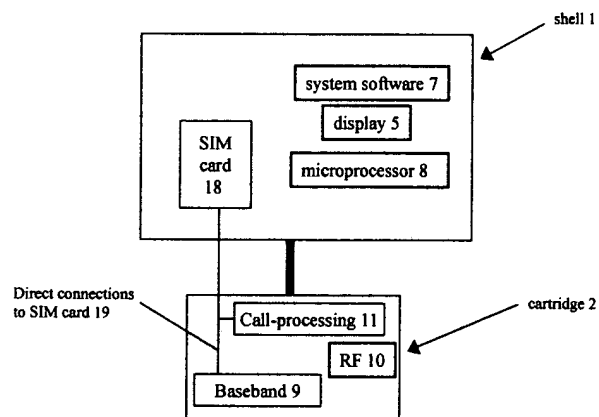 shell 1
system software 7
display 5
SIM
card
18
microprocessor 8
Direct connections
to SIM card 19
cartridge 2
Call-processing 11
RF 10
Baseband 9